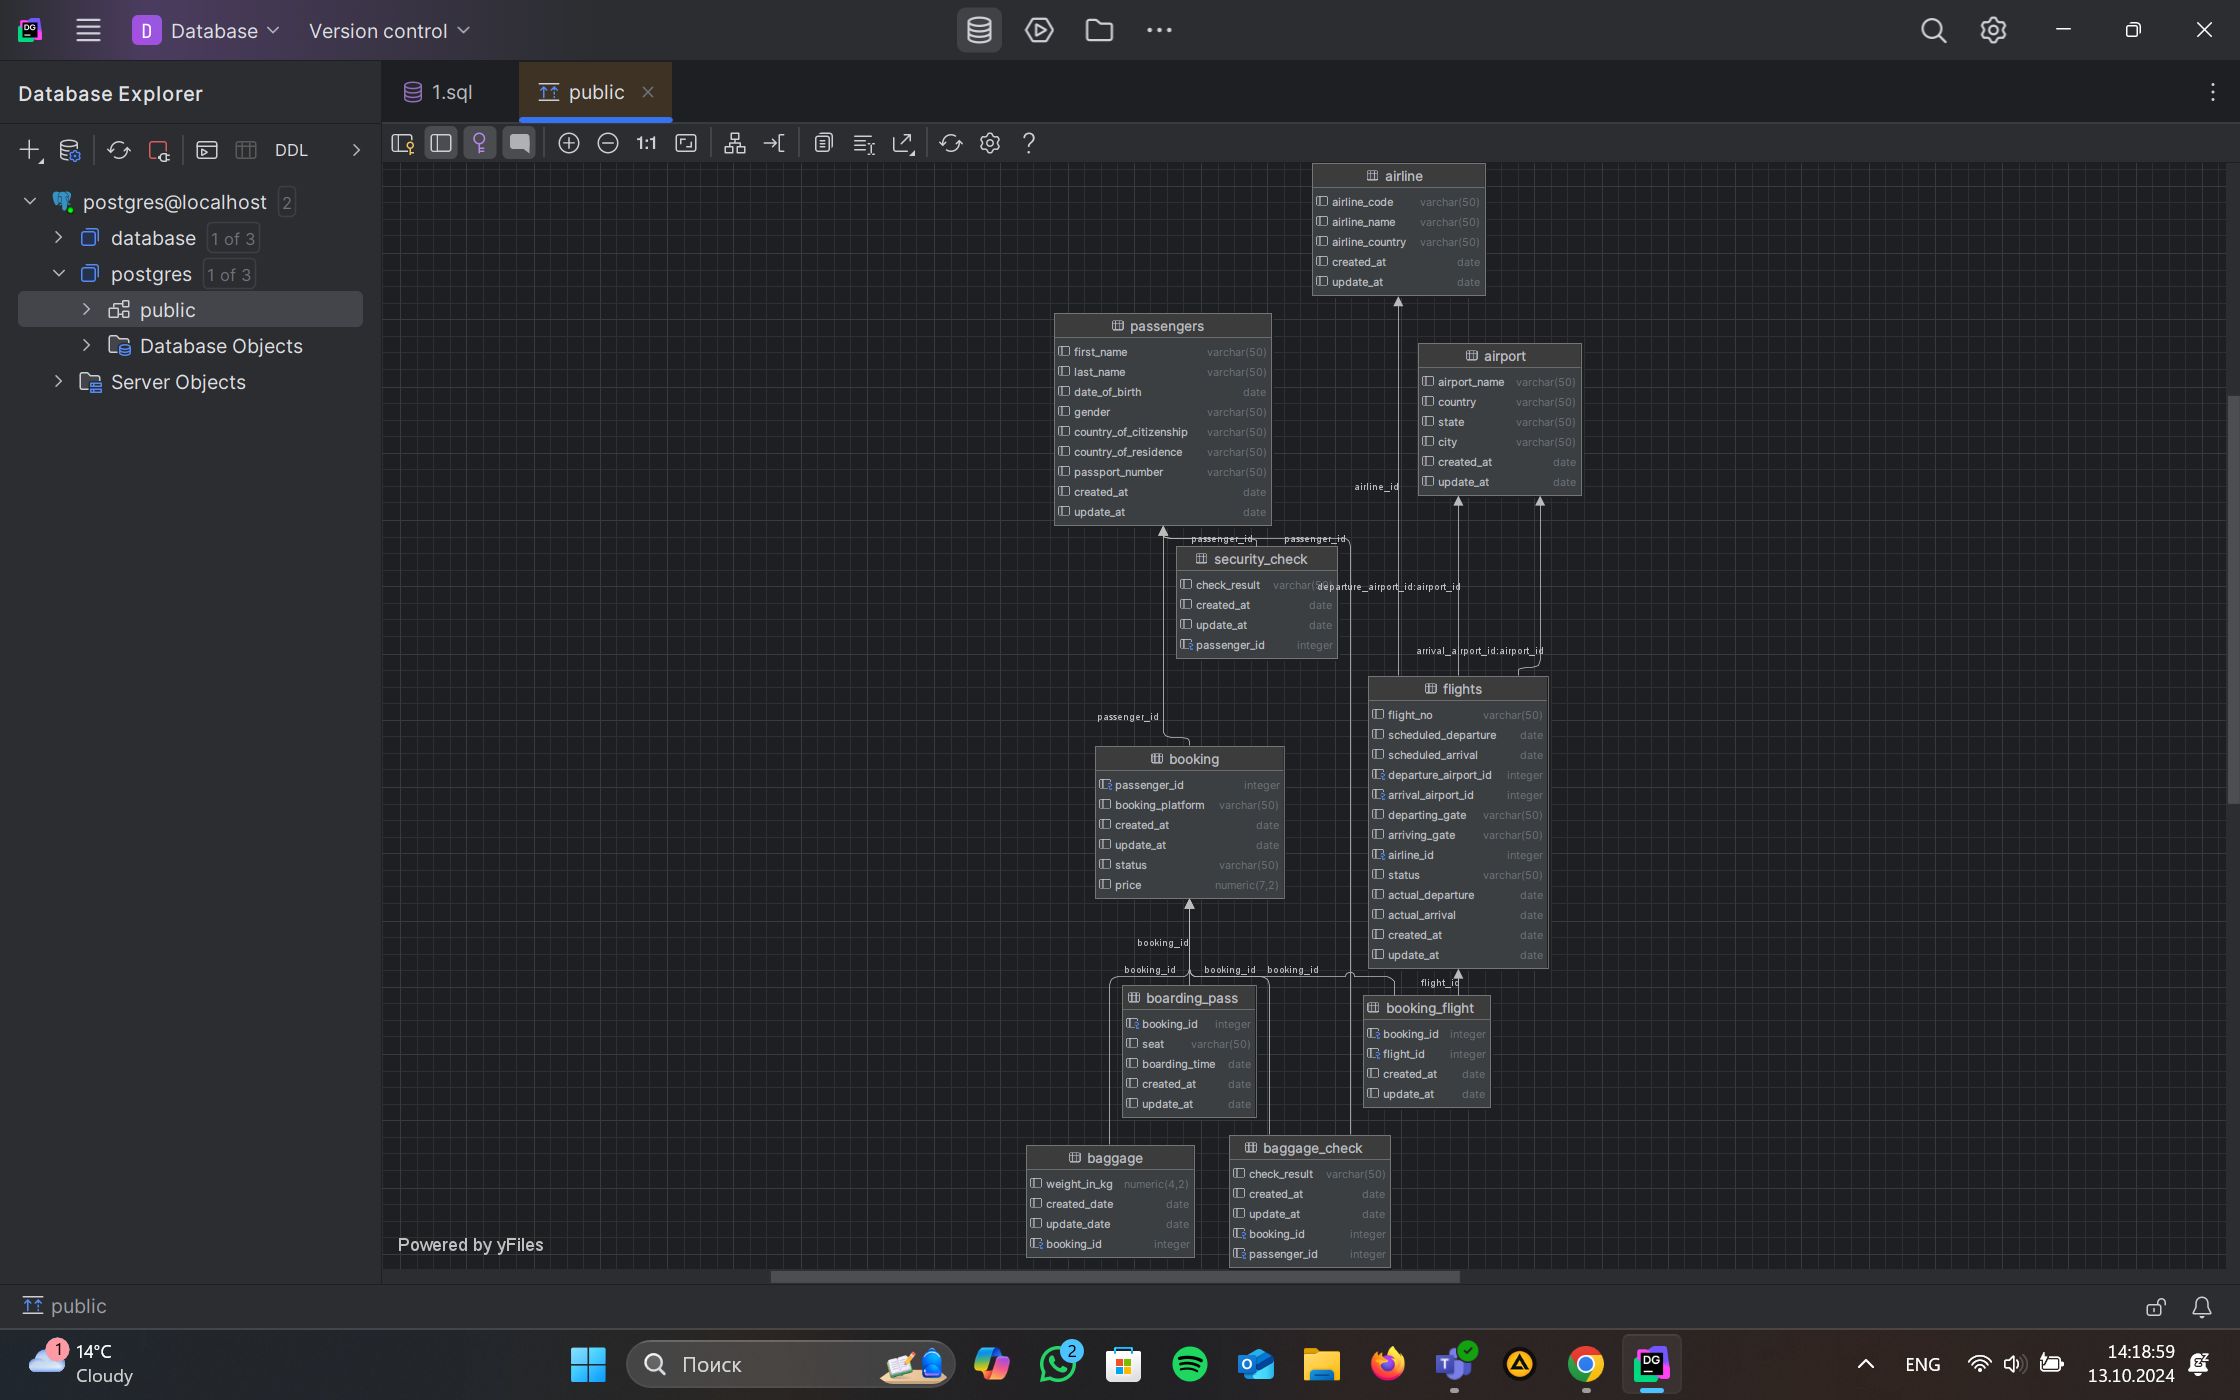 D Database
Version control
Database Explorer
1.sql
public
DDL
1:1
?
postgres@localhost 2
database 1 of 3
postgres 1 of 3
public
Database Objects
Server Objects
airline
airline_code varchar(50)
airline_name varchar(50)
airline_country varchar(50)
created_at date
update_at date
passengers
first_name varchar(50)
last_name varchar(50)
date_of_birth date
gender varchar(50)
country_of_citizenship varchar(50)
country_of_residence varchar(50)
passport_number varchar(50)
created_at date
update_at date
airport
airport_name varchar(50)
country varchar(50)
state varchar(50)
city varchar(50)
created_at date
update_at date
airline_id
passenger_id
passenger_id
security_check
check_result varchar(50)
created_at date
update_at date
passenger_id integer
departure_airport_id:airport_id
arrival_airport_id:airport_id
passenger_id
flights
flight_no varchar(50)
scheduled_departure date
scheduled_arrival date
departure_airport_id integer
arrival_airport_id integer
departing_gate varchar(50)
arriving_gate varchar(50)
airline_id integer
status varchar(50)
actual_departure date
actual_arrival date
created_at date
update_at date
booking
passenger_id integer
booking_platform varchar(50)
created_at date
update_at date
status varchar(50)
price numeric(7,2)
booking_id
booking_id
booking_id
booking_id
flight_id
boarding_pass
booking_id integer
seat varchar(50)
boarding_time date
created_at date
update_at date
booking_flight
booking_id integer
flight_id integer
created_at date
update_at date
baggage
weight_in_kg numeric(4,2)
created_date date
update_date date
booking_id integer
baggage_check
check_result varchar(50)
created_at date
update_at date
booking_id integer
passenger_id integer
Powered by yFiles
public
1
14°C
Cloudy
Поиск
2
DG
ENG
14:18:59
13.10.2024